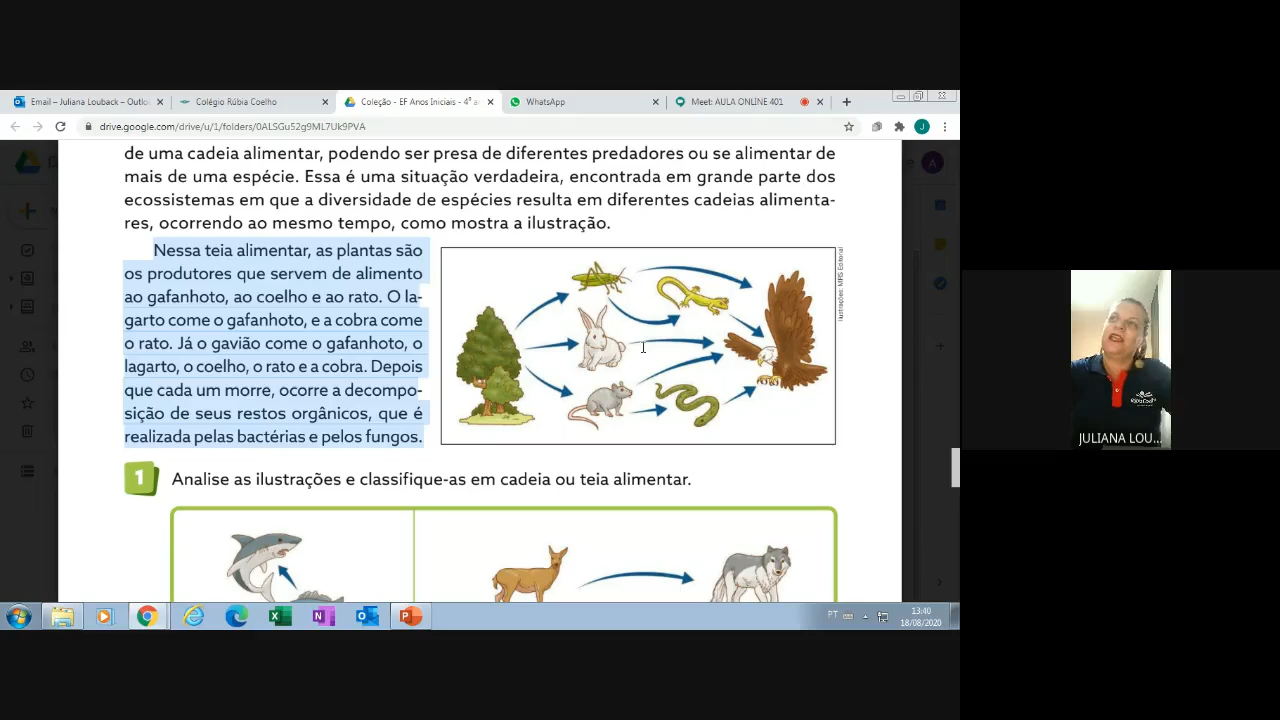 Email – Juliana Louback – Outlo
Colégio Rúbia Coelho
Coleção - EF Anos Iniciais - 4º a
WhatsApp
Meet: AULA ONLINE 401
drive.google.com/drive/u/1/folders/0ALSGu52g9ML7Uk9PVA
de uma cadeia alimentar, podendo ser presa de diferentes predadores ou se alimentar de
mais de uma espécie. Essa é uma situação verdadeira, encontrada em grande parte dos
ecossistemas em que a diversidade de espécies resulta em diferentes cadeias alimenta-
res, ocorrendo ao mesmo tempo, como mostra a ilustração.
Nessa teia alimentar, as plantas são
os produtores que servem de alimento
ao gafanhoto, ao coelho e ao rato. O la-
garto come o gafanhoto, e a cobra come
o rato. Já o gavião come o gafanhoto, o
lagarto, o coelho, o rato e a cobra. Depois
que cada um morre, ocorre a decompo-
sição de seus restos orgânicos, que é
realizada pelas bactérias e pelos fungos.
Ilustrações: MRS Editorial
1 Analise as ilustrações e classifique-as em cadeia ou teia alimentar.
PT
13:40
18/08/2020
JULIANA LOU...
A
J